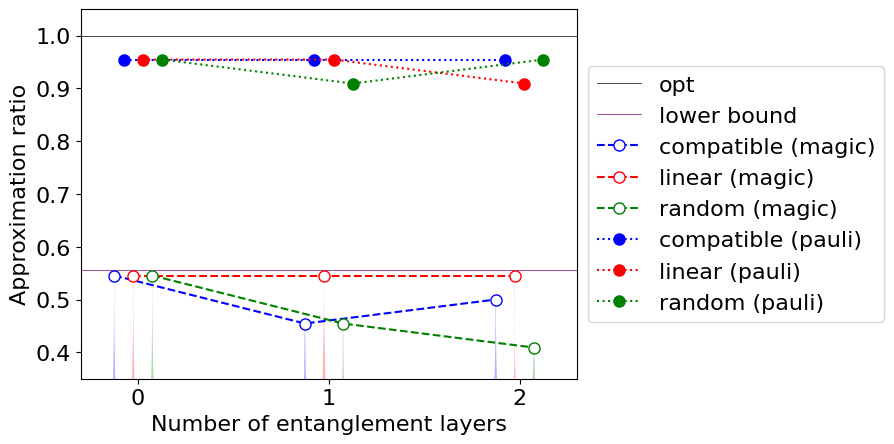 1.0
0.9
0.8
0.7
0.6
0.5
0.4
Approximation ratio
0 1 2
Number of entanglement layers
opt
lower bound
compatible (magic)
linear (magic)
random (magic)
compatible (pauli)
linear (pauli)
random (pauli)